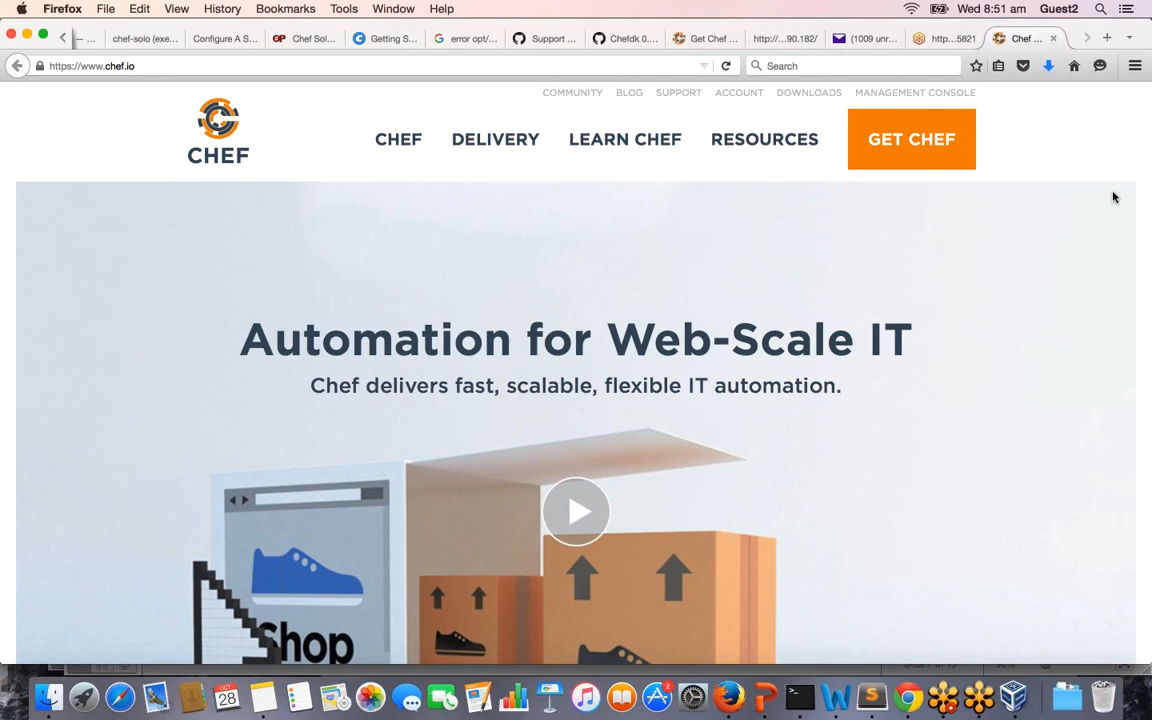 Firefox File Edit View History Bookmarks Tools Window Help Wed 8:51 am Guest2
chef-solo (exe... Configure A S... Chef Sol... Getting S... error opt/... Support ... Chefdk 0.... Get Chef ... http://...90.182/ (1009 unr... http...5821 Chef ...
https://www.chef.io Search
COMMUNITY BLOG SUPPORT ACCOUNT DOWNLOADS MANAGEMENT CONSOLE
CHEF DELIVERY LEARN CHEF RESOURCES GET CHEF
CHEF
Automation for Web-Scale IT
Chef delivers fast, scalable, flexible IT automation.
Shop
OCT
28
2